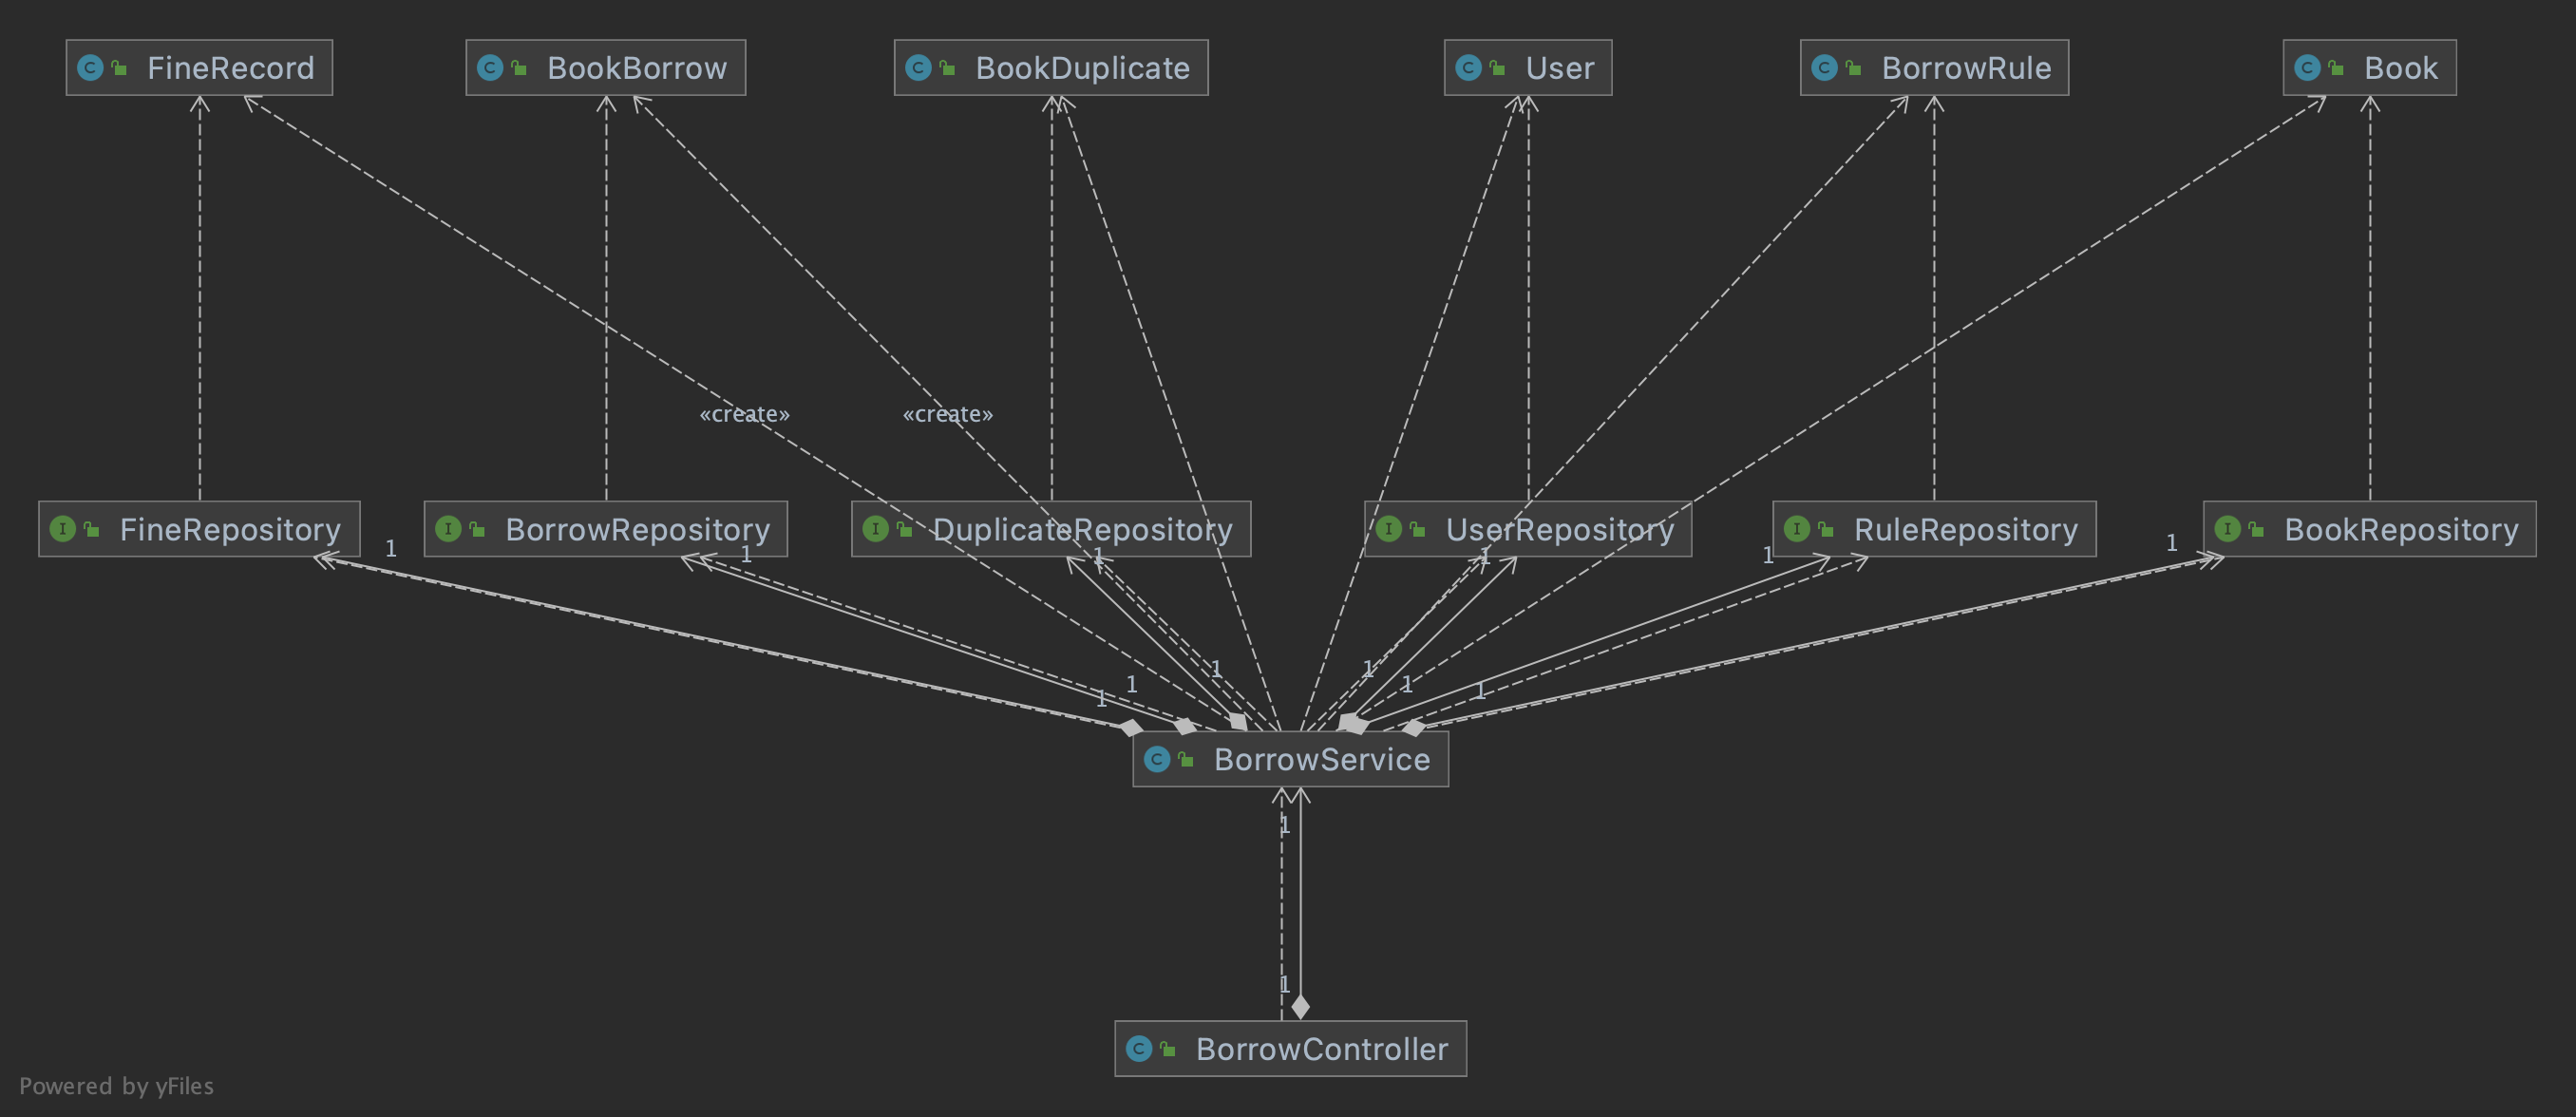 FineRecord
BookBorrow
BookDuplicate
User
BorrowRule
Book
«create»
«create»
FineRepository
BorrowRepository
DuplicateRepository
UserRepository
RuleRepository
BookRepository
1
1
1
1
1
1
1
1
1
1
1
1
BorrowService
1
1
BorrowController
Powered by yFiles